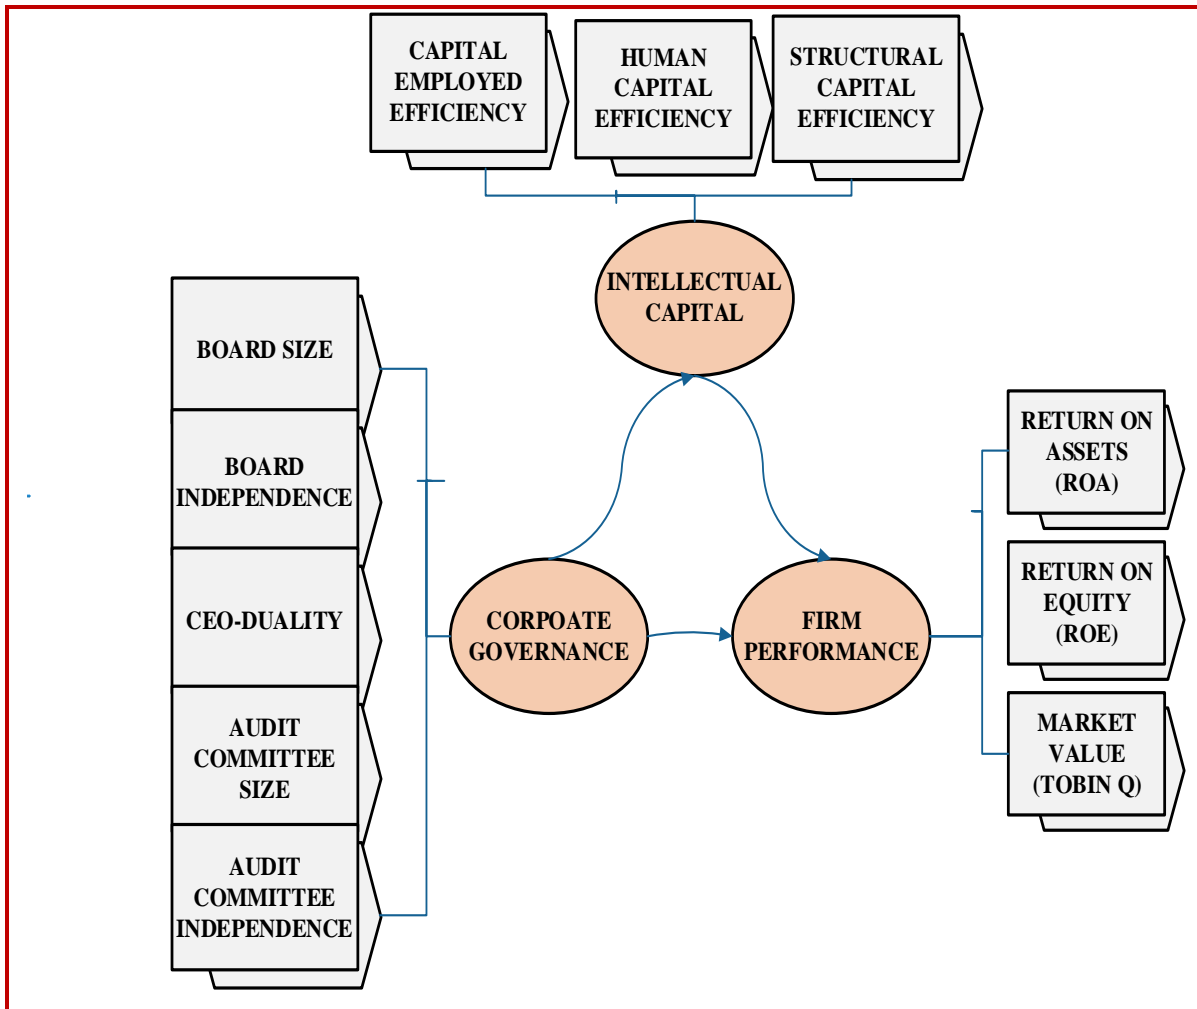 CAPITAL
EMPLOYED
EFFICIENCY
HUMAN
CAPITAL
EFFICIENCY
STRUCTURAL
CAPITAL
EFFICIENCY
INTELLECTUAL
CAPITAL
BOARD SIZE
BOARD
INDEPENDENCE
CEO-DUALITY
AUDIT
COMMITTEE
SIZE
AUDIT
COMMITTEE
INDEPENDENCE
CORPOATE
GOVERNANCE
FIRM
PERFORMANCE
RETURN ON
ASSETS
(ROA)
RETURN ON
EQUITY
(ROE)
MARKET
VALUE
(TOBIN Q)